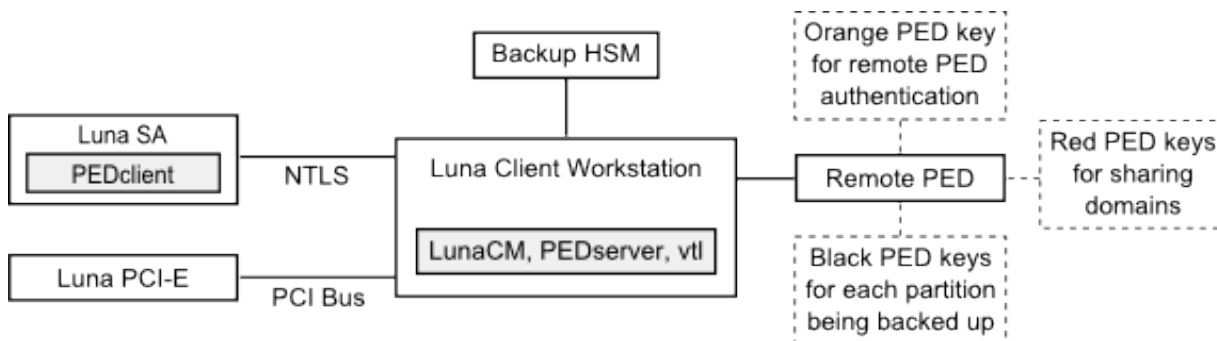 Orange PED key
for remote PED
authentication
Backup HSM
Luna SA
PEDclient
NTLS
Luna Client Workstation
Remote PED
Red PED keys
for sharing
domains
LunaCM, PEDserver, vtl
Luna PCI-E
PCI Bus
Black PED keys
for each partition
being backed up